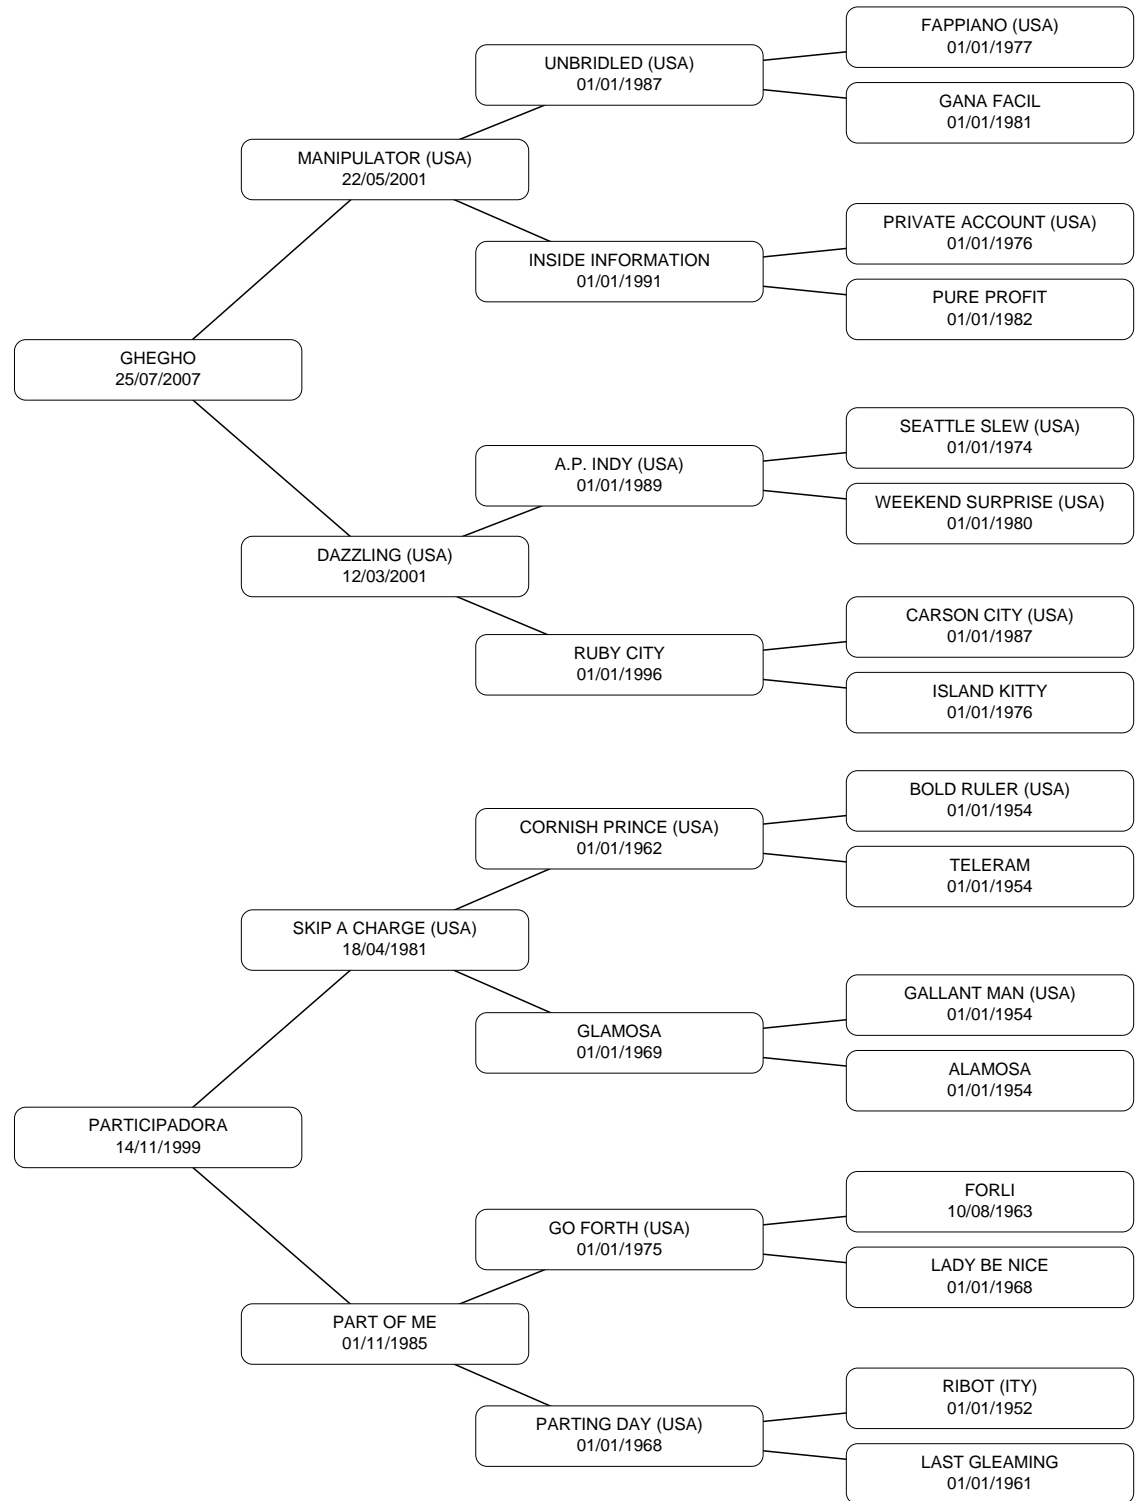 FAPPIANO (USA)
01/01/1977
UNBRIDLED (USA)
01/01/1987
GANA FACIL
01/01/1981
MANIPULATOR (USA)
22/05/2001
PRIVATE ACCOUNT (USA)
01/01/1976
INSIDE INFORMATION
01/01/1991
PURE PROFIT
01/01/1982
GHEGHO
25/07/2007
SEATTLE SLEW (USA)
01/01/1974
A.P. INDY (USA)
01/01/1989
WEEKEND SURPRISE (USA)
01/01/1980
DAZZLING (USA)
12/03/2001
CARSON CITY (USA)
01/01/1987
RUBY CITY
01/01/1996
ISLAND KITTY
01/01/1976
BOLD RULER (USA)
01/01/1954
CORNISH PRINCE (USA)
01/01/1962
TELERAM
01/01/1954
SKIP A CHARGE (USA)
18/04/1981
GALLANT MAN (USA)
01/01/1954
GLAMOSA
01/01/1969
ALAMOSA
01/01/1954
PARTICIPADORA
14/11/1999
FORLI
10/08/1963
GO FORTH (USA)
01/01/1975
LADY BE NICE
01/01/1968
PART OF ME
01/11/1985
RIBOT (ITY)
01/01/1952
PARTING DAY (USA)
01/01/1968
LAST GLEAMING
01/01/1961